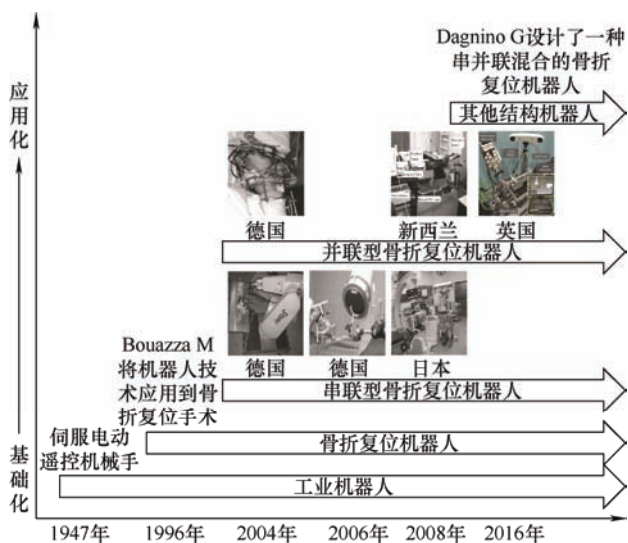 Dagnino G设计了一种
串并联混合的骨折
复位机器人
其他结构机器人
应用化
德国
新西兰
英国
并联型骨折复位机器人
Bouazza M
将机器人技
术应用到骨
折复位手术
德国
德国
日本
串联型骨折复位机器人
伺服电动
遥控机械手
骨折复位机器人
基础化
工业机器人
1947年
1996年
2004年
2006年
2008年
2016年